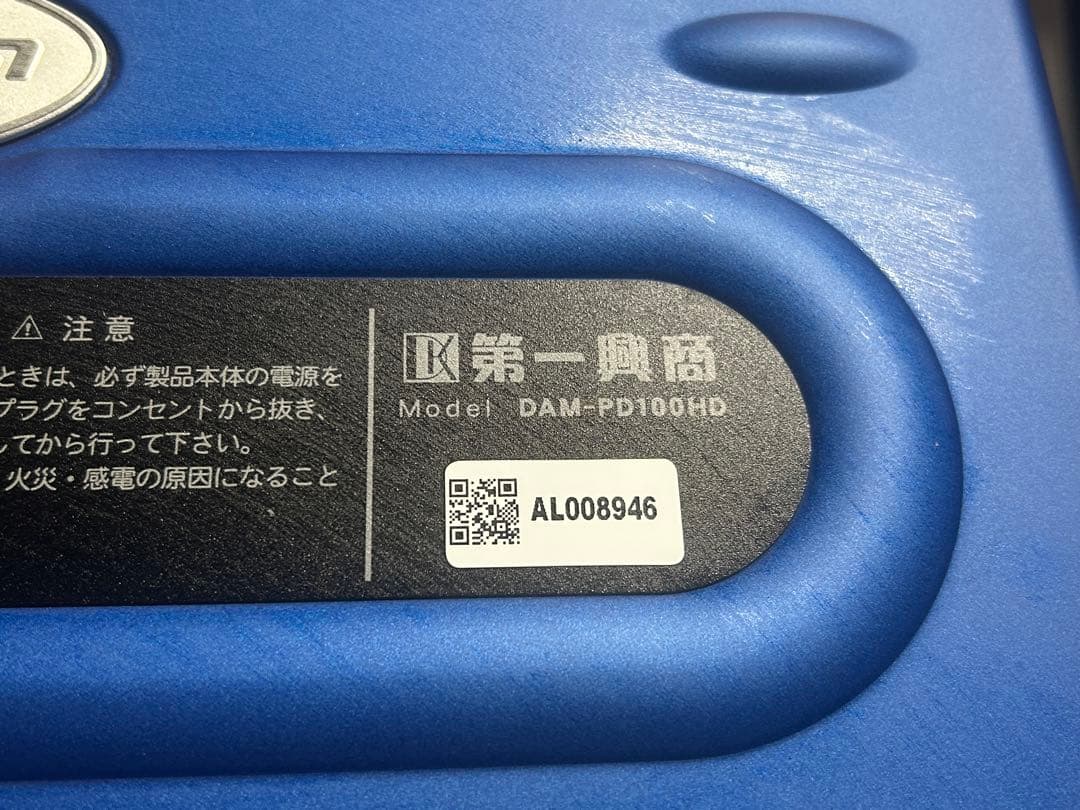 ⚠ 注意
ときは、必ず製品本体の電源を
プラグをコンセントから抜き、
してから行って下さい。
火災・感電の原因になること
DK 第一興商
Model DAM-PD100HD
AL008946